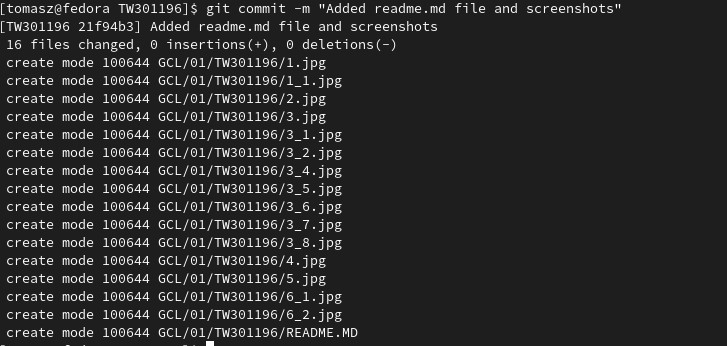 [tomasz@fedora TW301196]$ git commit -m "Added readme.md file and screenshots"
[TW301196 21f94b3] Added readme.md file and screenshots
 16 files changed, 0 insertions(+), 0 deletions(-)
 create mode 100644 GCL/01/TW301196/1.jpg
 create mode 100644 GCL/01/TW301196/1_1.jpg
 create mode 100644 GCL/01/TW301196/2.jpg
 create mode 100644 GCL/01/TW301196/3.jpg
 create mode 100644 GCL/01/TW301196/3_1.jpg
 create mode 100644 GCL/01/TW301196/3_2.jpg
 create mode 100644 GCL/01/TW301196/3_4.jpg
 create mode 100644 GCL/01/TW301196/3_5.jpg
 create mode 100644 GCL/01/TW301196/3_6.jpg
 create mode 100644 GCL/01/TW301196/3_7.jpg
 create mode 100644 GCL/01/TW301196/3_8.jpg
 create mode 100644 GCL/01/TW301196/4.jpg
 create mode 100644 GCL/01/TW301196/5.jpg
 create mode 100644 GCL/01/TW301196/6_1.jpg
 create mode 100644 GCL/01/TW301196/6_2.jpg
 create mode 100644 GCL/01/TW301196/README.MD